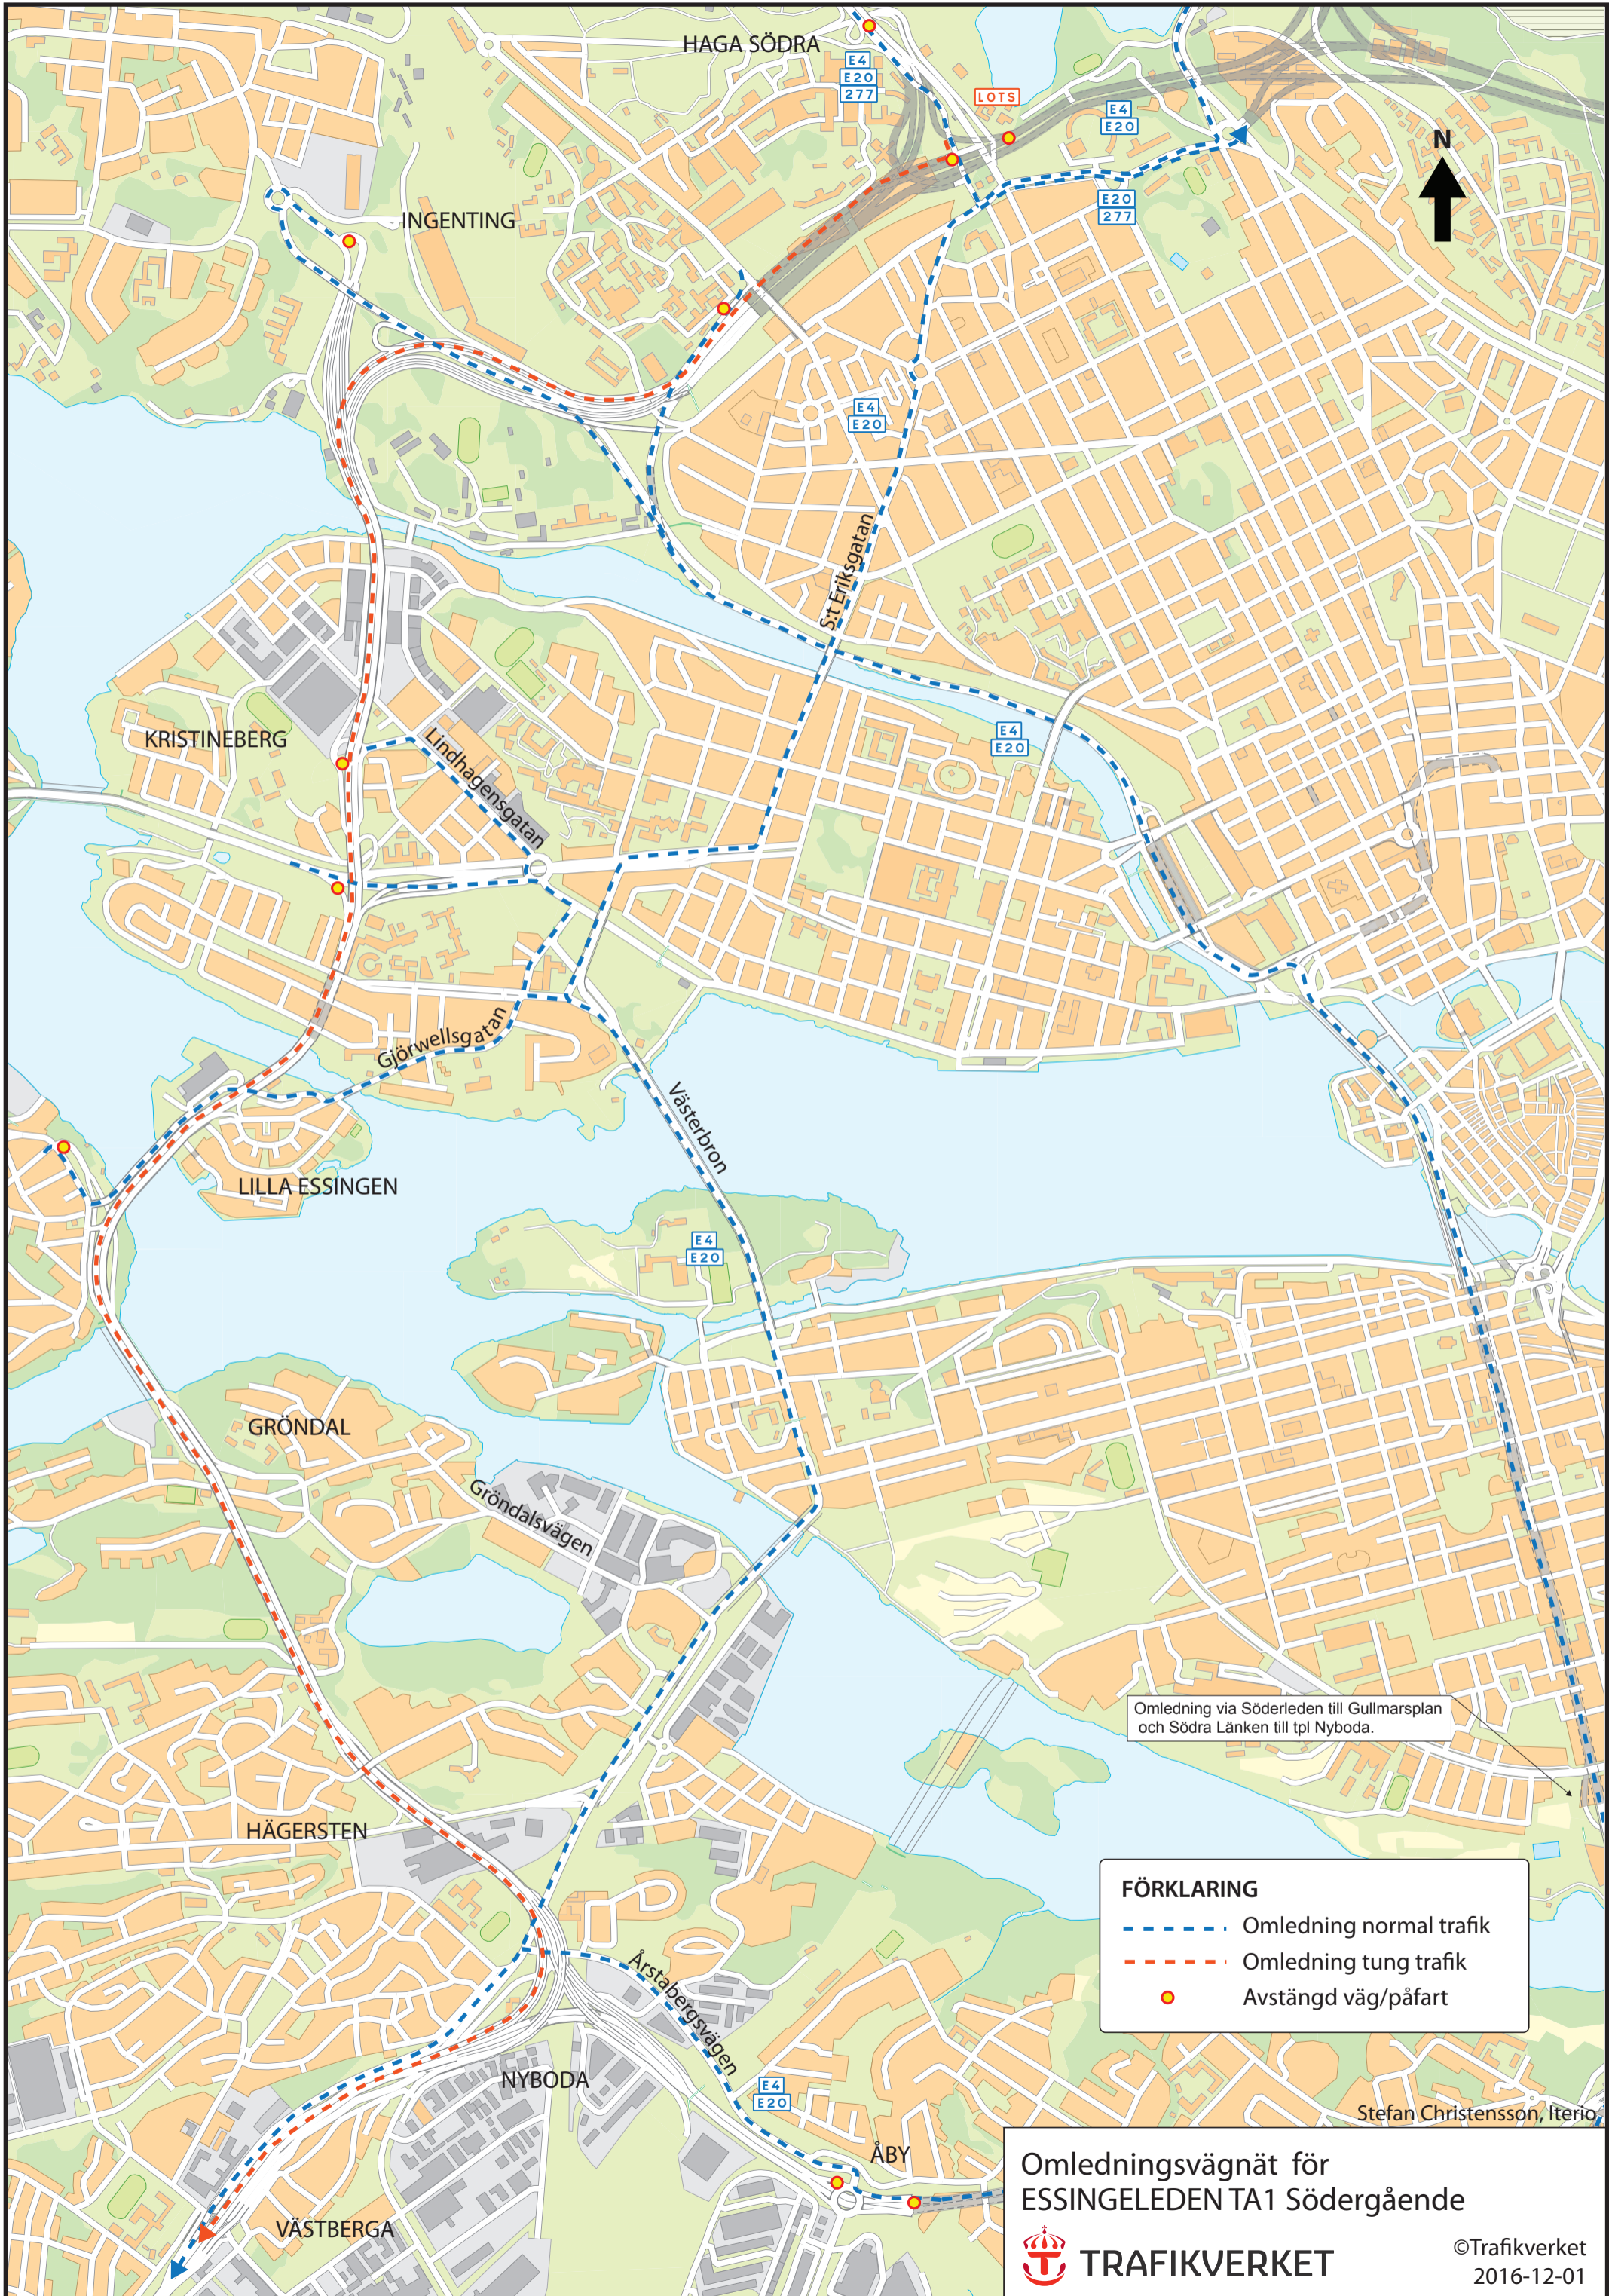 HAGA SÖDRA
E4
E20
277
LOTS
E4
E20
N
E20
277
INGENTING
E4
E20
S:t Eriksgatan
E4
E20
KRISTINEBERG
Lindhagensgatan
Gjörwellsgatan
Västerbron
LILLA ESSINGEN
E4
E20
GRÖNDAL
Gröndalsvägen
Omledning via Söderleden till Gullmarsplan
och Södra Länken till tpl Nyboda.
HÄGERSTEN
FÖRKLARING
Omledning normal trafik
Omledning tung trafik
Avstängd väg/påfart
Årstabergsvägen
NYBODA
E4
E20
Stefan Christensson, Iterio
ÅBY
Omledningsvägnät för
ESSINGELEDEN TA1 Södergående
VÄSTBERGA
TRAFIKVERKET
©Trafikverket
2016-12-01